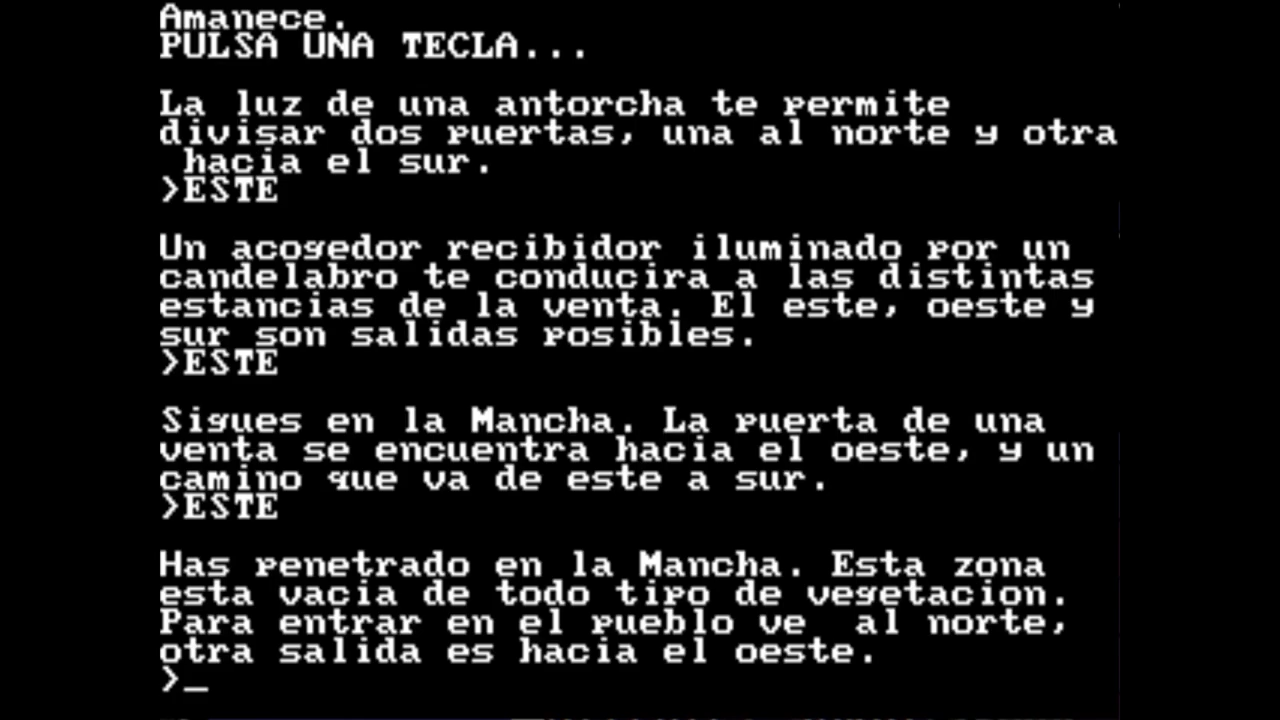 Amanece.
PULSA UNA TECLA...
La luz de una antorcha te permite
divisar dos puertas, una al norte y otra
hacia el sur.
>ESTE
Un acogedor recibidor iluminado por un
candelabro te conducira a las distintas
estancias de la venta. El este, oeste y
sur son salidas posibles.
>ESTE
Sigues en la Mancha. La puerta de una
venta se encuentra hacia el oeste, y un
camino que va de este a sur.
>ESTE
Has penetrado en la Mancha. Esta zona
esta vacia de todo tipo de vegetacion.
Para entrar en el pueblo ve  al norte,
otra salida es hacia el oeste.
>_